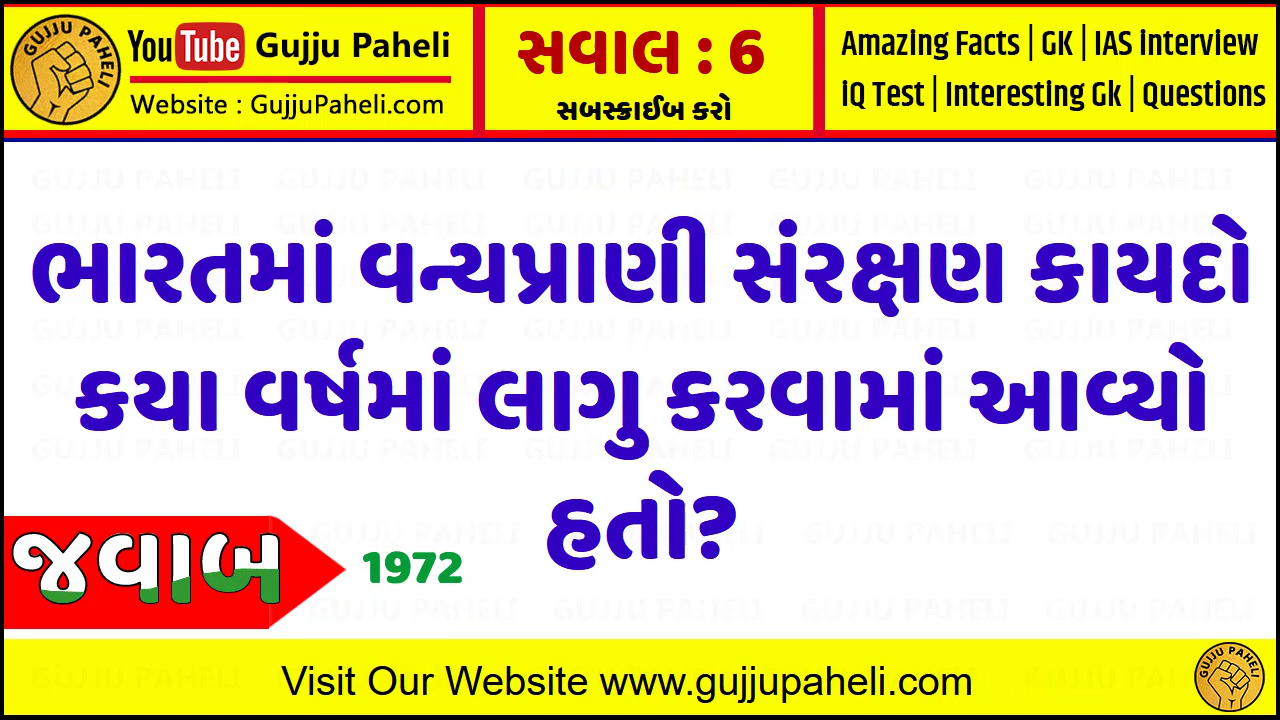 GUJJU PAHELI
YouTube Gujju Paheli
Website : GujjuPaheli.com
સવાલ : 6
સબસ્ક્રાઈબ કરો
Amazing Facts | GK | IAS interview
iQ Test | Interesting Gk | Questions
ભારતમાં વન્યપ્રાણી સંરક્ષણ કાયદો
કયા વર્ષમાં લાગુ કરવામાં આવ્યો
હતો?
જવાબ
1972
Visit Our Website www.gujjupaheli.com
GUJJU PAHELI